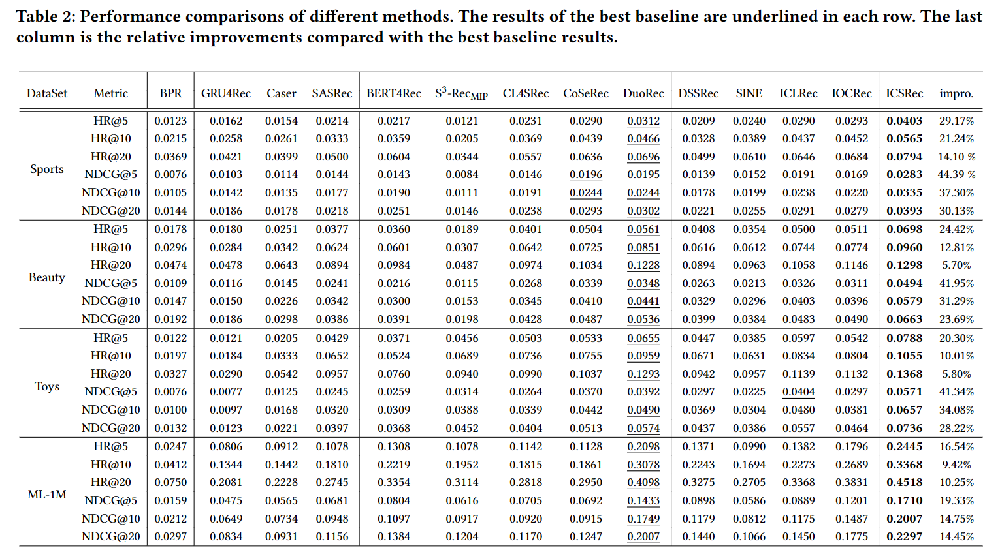 Table 2: Performance comparisons of different methods. The results of the best baseline are underlined in each row. The last
column is the relative improvements compared with the best baseline results.
DataSet Metric BPR GRU4Rec Caser SASRec BERT4Rec S³-Rec_MIP CL4SRec CoSeRec DuoRec DSSRec SINE ICLRec IOCRec ICSRec impro.
Sports
HR@5 0.0123 0.0162 0.0154 0.0214 0.0217 0.0121 0.0231 0.0290 0.0312 0.0209 0.0240 0.0290 0.0293 0.0403 29.17%
HR@10 0.0215 0.0258 0.0261 0.0333 0.0359 0.0205 0.0369 0.0439 0.0466 0.0328 0.0389 0.0437 0.0452 0.0565 21.24%
HR@20 0.0369 0.0421 0.0399 0.0500 0.0604 0.0344 0.0557 0.0636 0.0696 0.0499 0.0610 0.0646 0.0684 0.0794 14.10 %
NDCG@5 0.0076 0.0103 0.0114 0.0144 0.0143 0.0084 0.0146 0.0196 0.0195 0.0139 0.0152 0.0191 0.0169 0.0283 44.39 %
NDCG@10 0.0105 0.0142 0.0135 0.0177 0.0190 0.0111 0.0191 0.0244 0.0244 0.0178 0.0199 0.0238 0.0220 0.0335 37.30%
NDCG@20 0.0144 0.0186 0.0178 0.0218 0.0251 0.0146 0.0238 0.0293 0.0302 0.0221 0.0255 0.0291 0.0279 0.0393 30.13%
Beauty
HR@5 0.0178 0.0180 0.0251 0.0377 0.0360 0.0189 0.0401 0.0504 0.0561 0.0408 0.0354 0.0500 0.0511 0.0698 24.42%
HR@10 0.0296 0.0284 0.0342 0.0624 0.0601 0.0307 0.0642 0.0725 0.0851 0.0616 0.0612 0.0744 0.0774 0.0960 12.81%
HR@20 0.0474 0.0478 0.0643 0.0894 0.0984 0.0487 0.0974 0.1034 0.1228 0.0894 0.0963 0.1058 0.1146 0.1298 5.70%
NDCG@5 0.0109 0.0116 0.0145 0.0241 0.0216 0.0115 0.0268 0.0339 0.0348 0.0263 0.0213 0.0326 0.0311 0.0494 41.95%
NDCG@10 0.0147 0.0150 0.0226 0.0342 0.0300 0.0153 0.0345 0.0410 0.0441 0.0329 0.0296 0.0403 0.0396 0.0579 31.29%
NDCG@20 0.0192 0.0186 0.0298 0.0386 0.0391 0.0198 0.0428 0.0487 0.0536 0.0399 0.0384 0.0483 0.0490 0.0663 23.69%
Toys
HR@5 0.0122 0.0121 0.0205 0.0429 0.0371 0.0456 0.0503 0.0533 0.0655 0.0447 0.0385 0.0597 0.0542 0.0788 20.30%
HR@10 0.0197 0.0184 0.0333 0.0652 0.0524 0.0689 0.0736 0.0755 0.0959 0.0671 0.0631 0.0834 0.0804 0.1055 10.01%
HR@20 0.0327 0.0290 0.0542 0.0957 0.0760 0.0940 0.0990 0.1037 0.1293 0.0942 0.0957 0.1139 0.1132 0.1368 5.80%
NDCG@5 0.0076 0.0077 0.0125 0.0245 0.0259 0.0314 0.0264 0.0370 0.0392 0.0297 0.0225 0.0404 0.0297 0.0571 41.34%
NDCG@10 0.0100 0.0097 0.0168 0.0320 0.0309 0.0388 0.0339 0.0442 0.0490 0.0369 0.0304 0.0480 0.0381 0.0657 34.08%
NDCG@20 0.0132 0.0123 0.0221 0.0397 0.0368 0.0452 0.0404 0.0513 0.0574 0.0437 0.0386 0.0557 0.0464 0.0736 28.22%
ML-1M
HR@5 0.0247 0.0806 0.0912 0.1078 0.1308 0.1078 0.1142 0.1128 0.2098 0.1371 0.0990 0.1382 0.1796 0.2445 16.54%
HR@10 0.0412 0.1344 0.1442 0.1810 0.2219 0.1952 0.1815 0.1861 0.3078 0.2243 0.1694 0.2273 0.2689 0.3368 9.42%
HR@20 0.0750 0.2081 0.2228 0.2745 0.3354 0.3114 0.2818 0.2950 0.4098 0.3275 0.2705 0.3368 0.3831 0.4518 10.25%
NDCG@5 0.0159 0.0475 0.0565 0.0681 0.0804 0.0616 0.0705 0.0692 0.1433 0.0898 0.0586 0.0889 0.1201 0.1710 19.33%
NDCG@10 0.0212 0.0649 0.0734 0.0948 0.1097 0.0917 0.0920 0.0915 0.1749 0.1179 0.0812 0.1175 0.1487 0.2007 14.75%
NDCG@20 0.0297 0.0834 0.0931 0.1156 0.1384 0.1204 0.1170 0.1247 0.2007 0.1440 0.1066 0.1450 0.1775 0.2297 14.45%